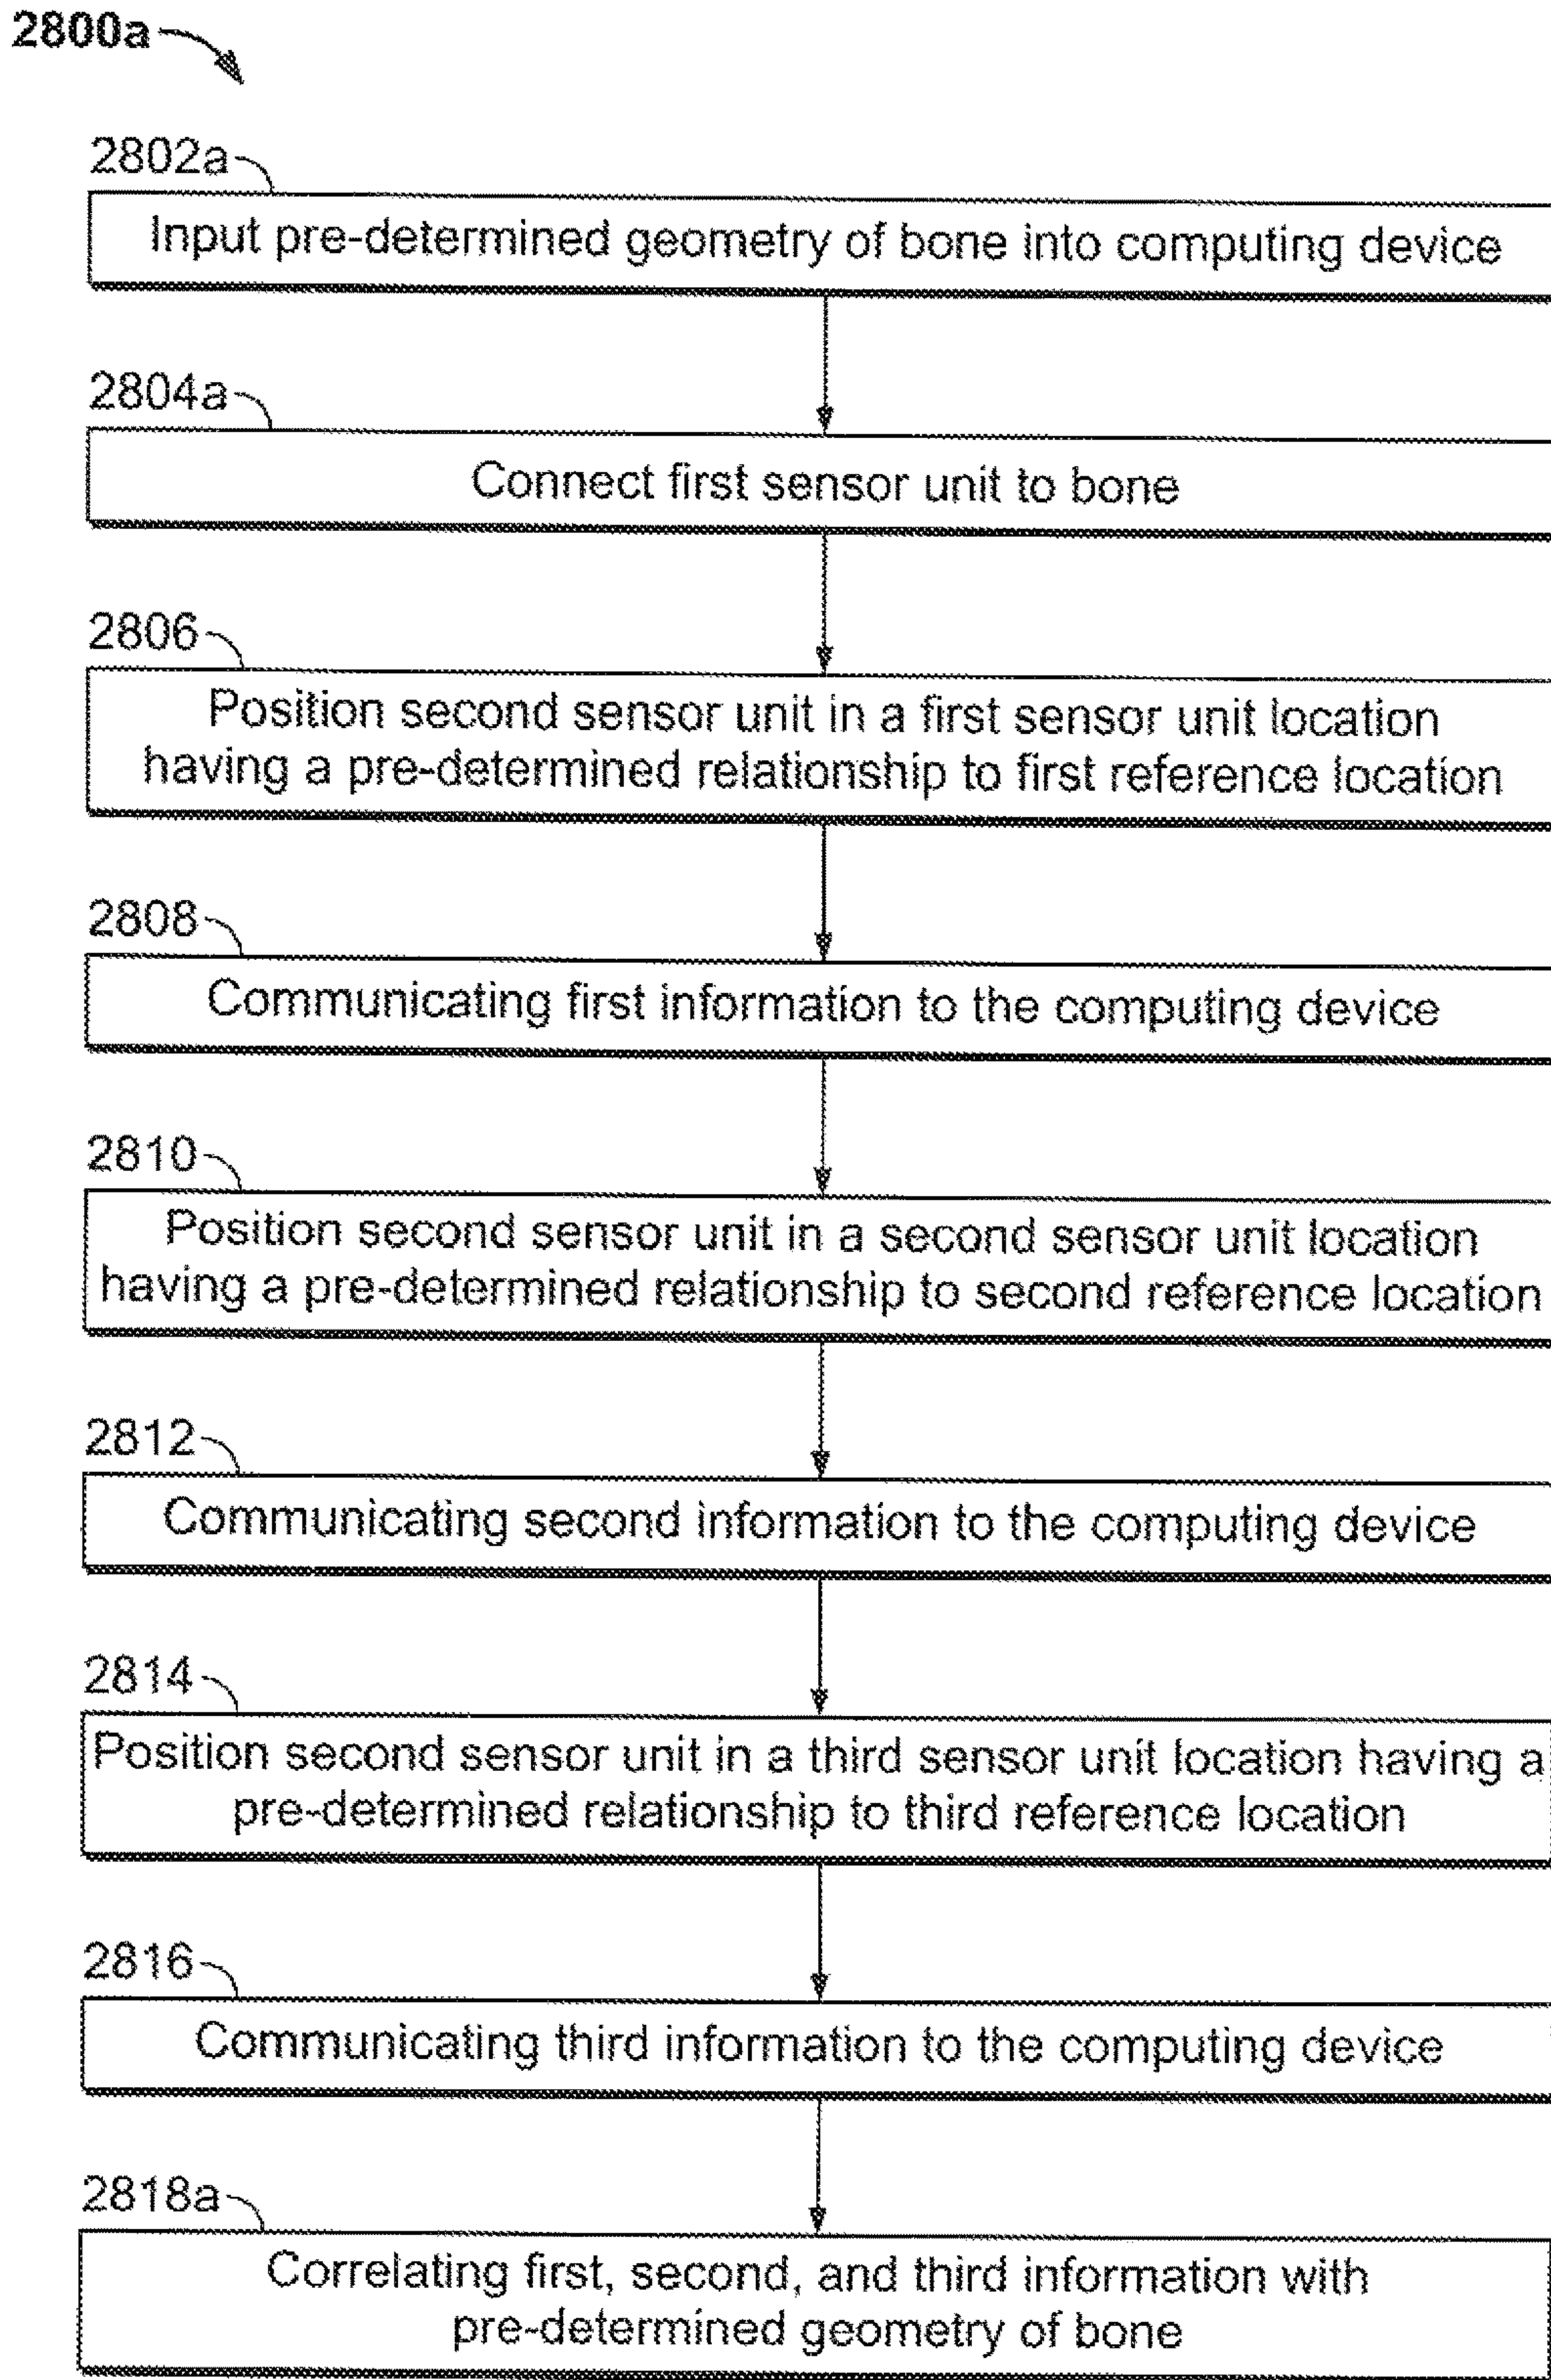 2800a
2802a
Input pre-determined geometry of bone into computing device
2804a
Connect first sensor unit to bone
2806
Position second sensor unit in a first sensor unit location
having a pre-determined relationship to first reference location
2808
Communicating first information to the computing device
2810
Position second sensor unit in a second sensor unit location
having a pre-determined relationship to second reference location
2812
Communicating second information to the computing device
2814
Position second sensor unit in a third sensor unit location having a
pre-determined relationship to third reference location
2816
Communicating third information to the computing device
2818a
Correlating first, second, and third information with
pre-determined geometry of bone